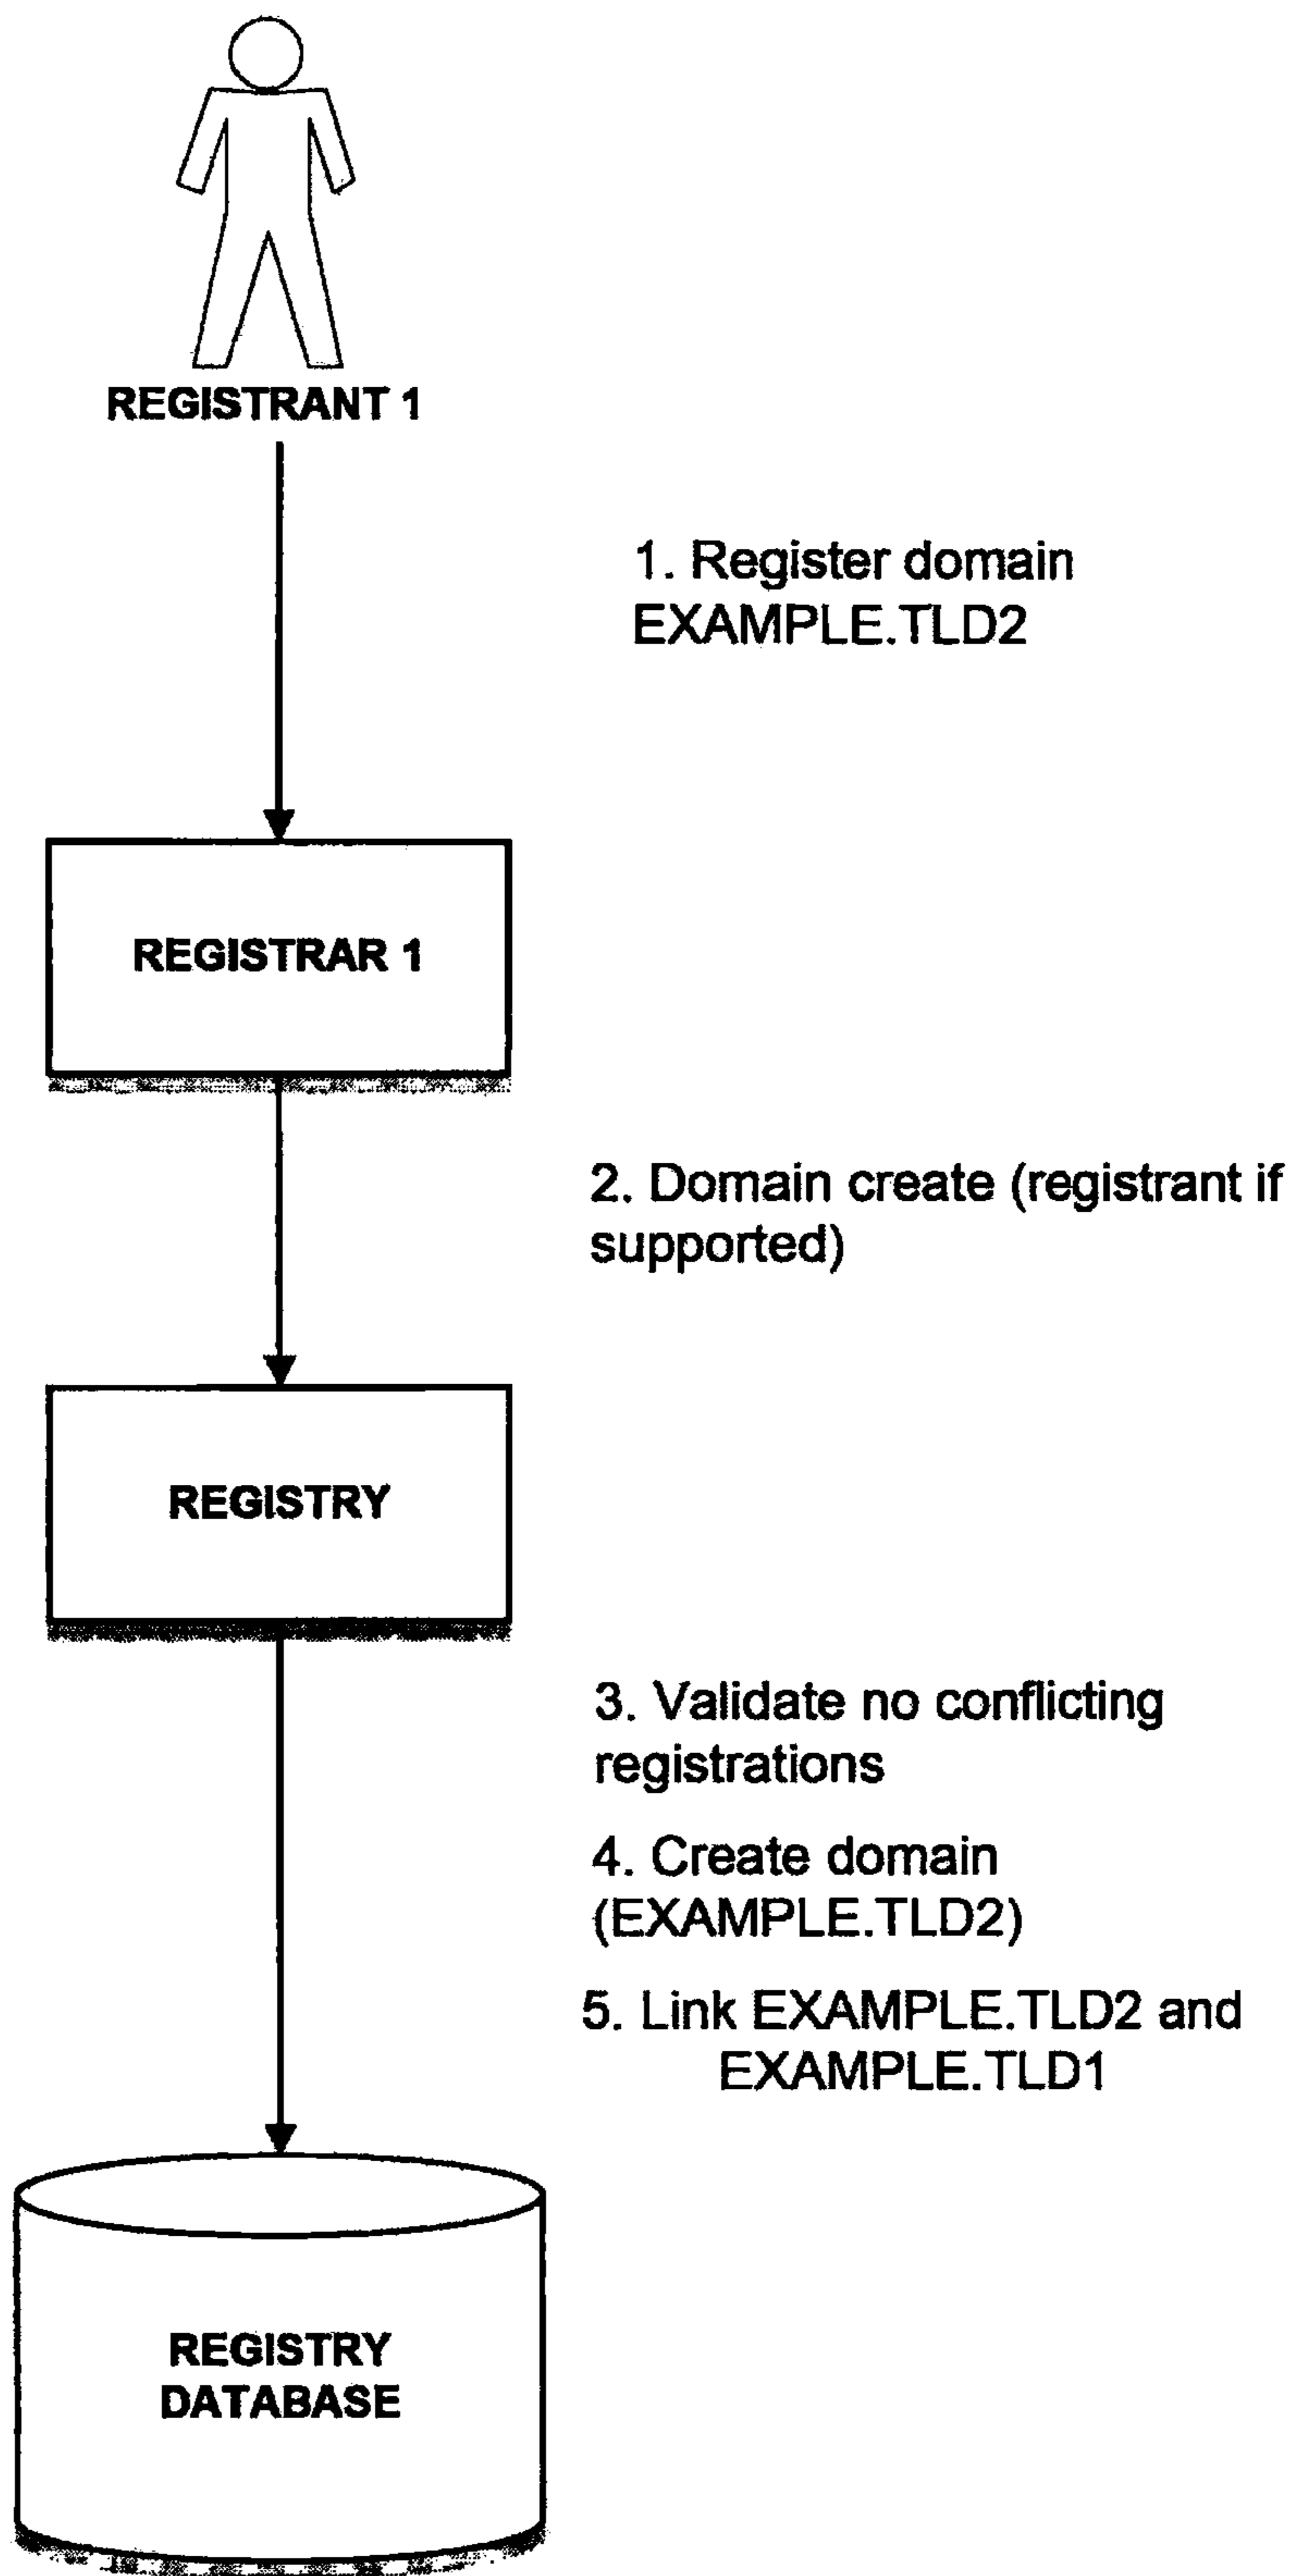 REGISTRANT 1
1. Register domain
EXAMPLE.TLD2
REGISTRAR 1
2. Domain create (registrant if
supported)
REGISTRY
3. Validate no conflicting
registrations
4. Create domain
(EXAMPLE.TLD2)
5. Link EXAMPLE.TLD2 and
EXAMPLE.TLD1
REGISTRY
DATABASE